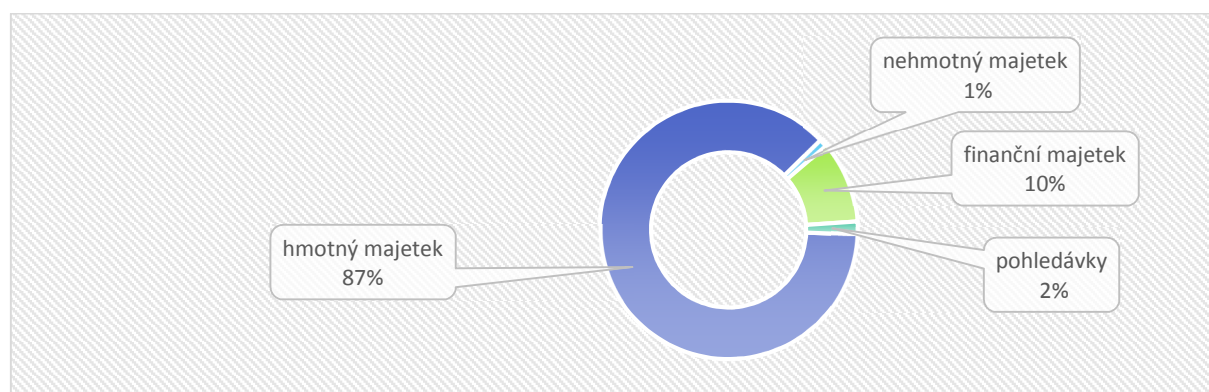 nehmotný majetek
1%
finanční majetek
10%
hmotný majetek
87%
pohledávky
2%